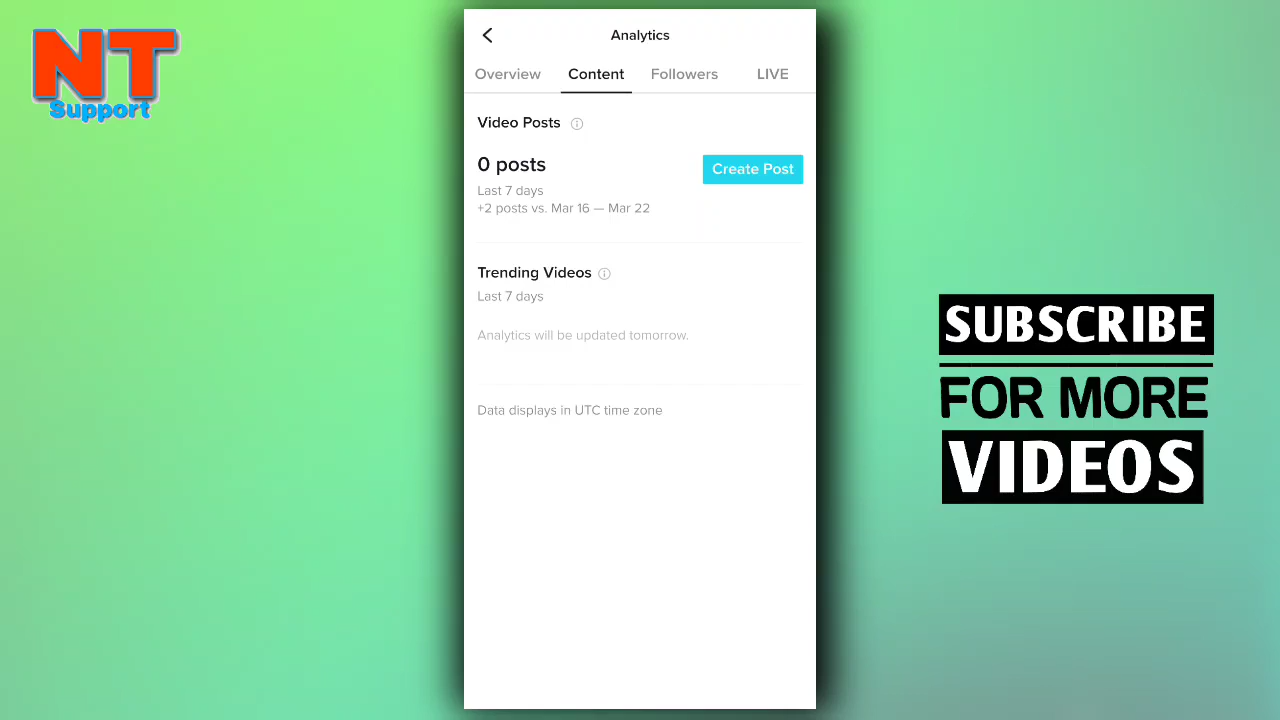 NT
Support
Analytics
Overview Content Followers LIVE
Video Posts
0 posts
Create Post
Last 7 days
+2 posts vs. Mar 16 — Mar 22
Trending Videos
Last 7 days
Analytics will be updated tomorrow.
Data displays in UTC time zone
SUBSCRIBE
FOR MORE
VIDEOS